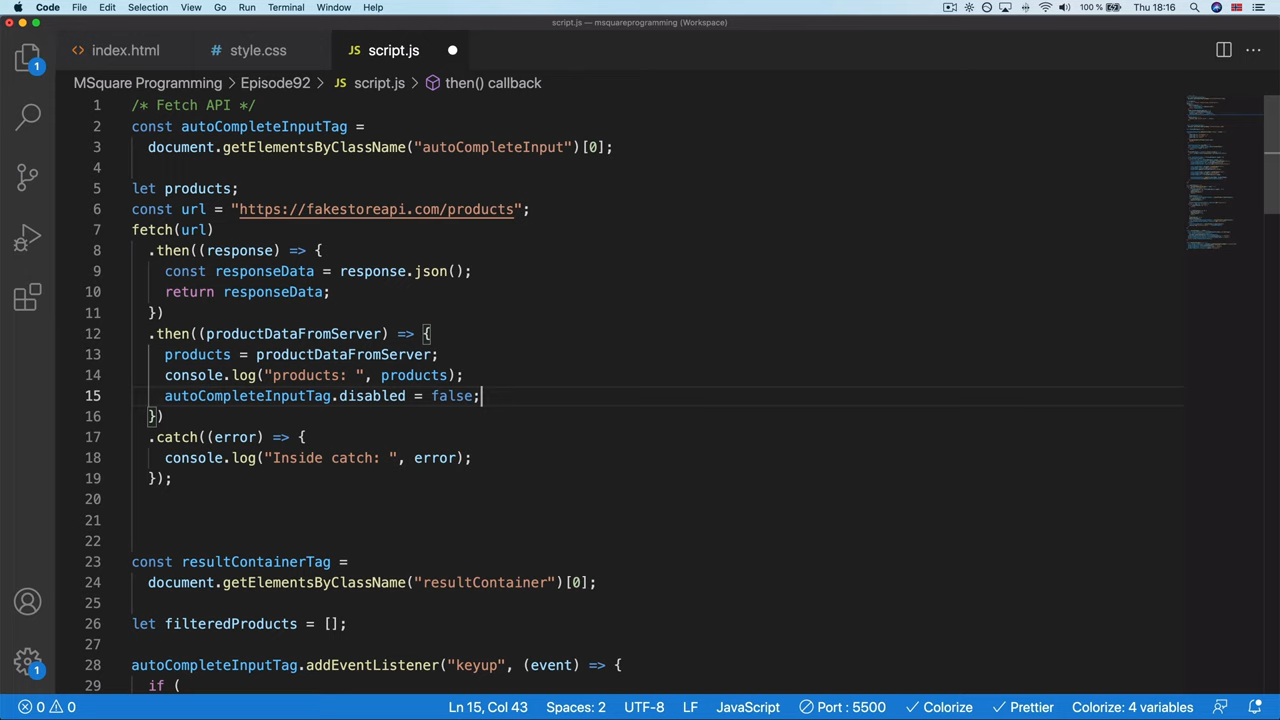 Code File Edit Selection View Go Run Terminal Window Help 100 % Thu 18:16
script.js — msquareprogramming (Workspace)
index.html style.css JS script.js
MSquare Programming > Episode92 > JS script.js > then() callback
1 /* Fetch API */
2 const autoCompleteInputTag =
3 document.getElementsByClassName("autoCompleteInput")[0];
4
5 let products;
6 const url = "https://fakestoreapi.com/products";
7 fetch(url)
8 .then((response) => {
9 const responseData = response.json();
10 return responseData;
11 })
12 .then((productDataFromServer) => {
13 products = productDataFromServer;
14 console.log("products: ", products);
15 autoCompleteInputTag.disabled = false;
16 })
17 .catch((error) => {
18 console.log("Inside catch: ", error);
19 });
20
21
22
23 const resultContainerTag =
24 document.getElementsByClassName("resultContainer")[0];
25
26 let filteredProducts = [];
27
28 autoCompleteInputTag.addEventListener("keyup", (event) => {
29 if (
1
1
0 0 Ln 15, Col 43 Spaces: 2 UTF-8 LF JavaScript Port : 5500 Colorize Prettier Colorize: 4 variables